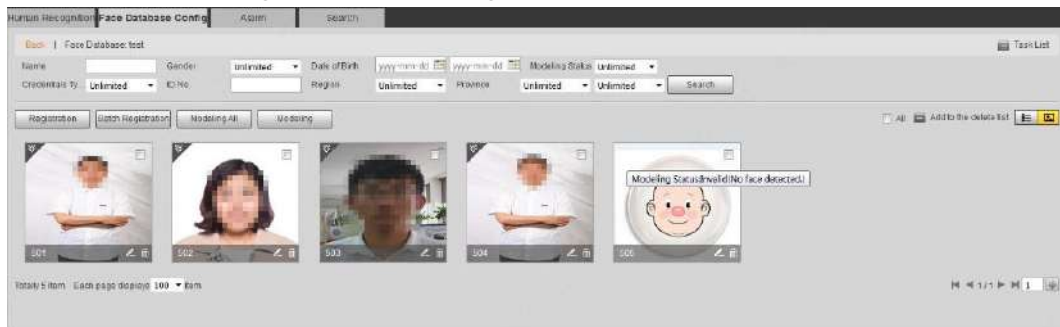 Human Recognition Face Database Config Alarm Search
Back | Face Database: test Task List
Name Gender Unlimited Date of Birth yyyy-mm-dd yyyy-mm-dd Modeling Status Unlimited
Credentials Ty.. Unlimited ID No. Region Unlimited Province Unlimited Unlimited Search
Registration Batch Registration Modeling All Modeling All Add to the delete list
Modeling Status:Invalid(No face detected.)
501 502 503 504 505
Totally 5 item Each page displays 100 item 1/1 1